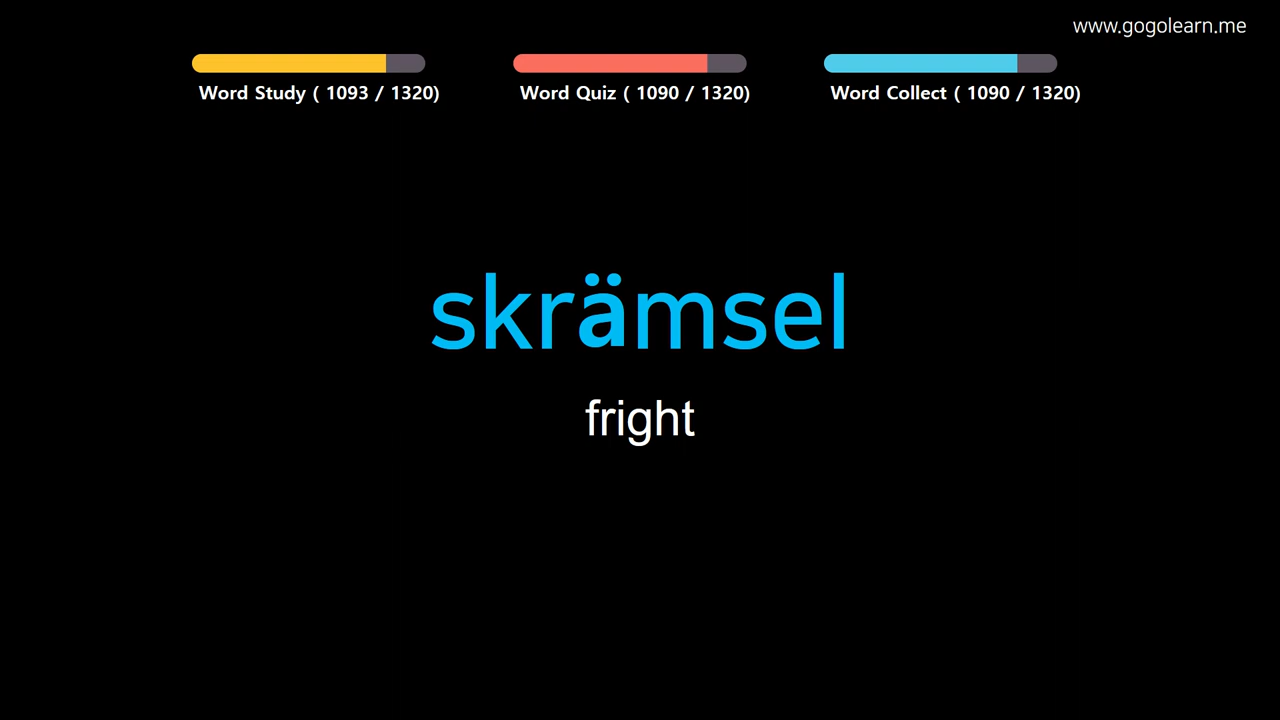 www.gogolearn.me
Word Study ( 1093 / 1320)
Word Quiz ( 1090 / 1320)
Word Collect ( 1090 / 1320)
skrämsel
fright